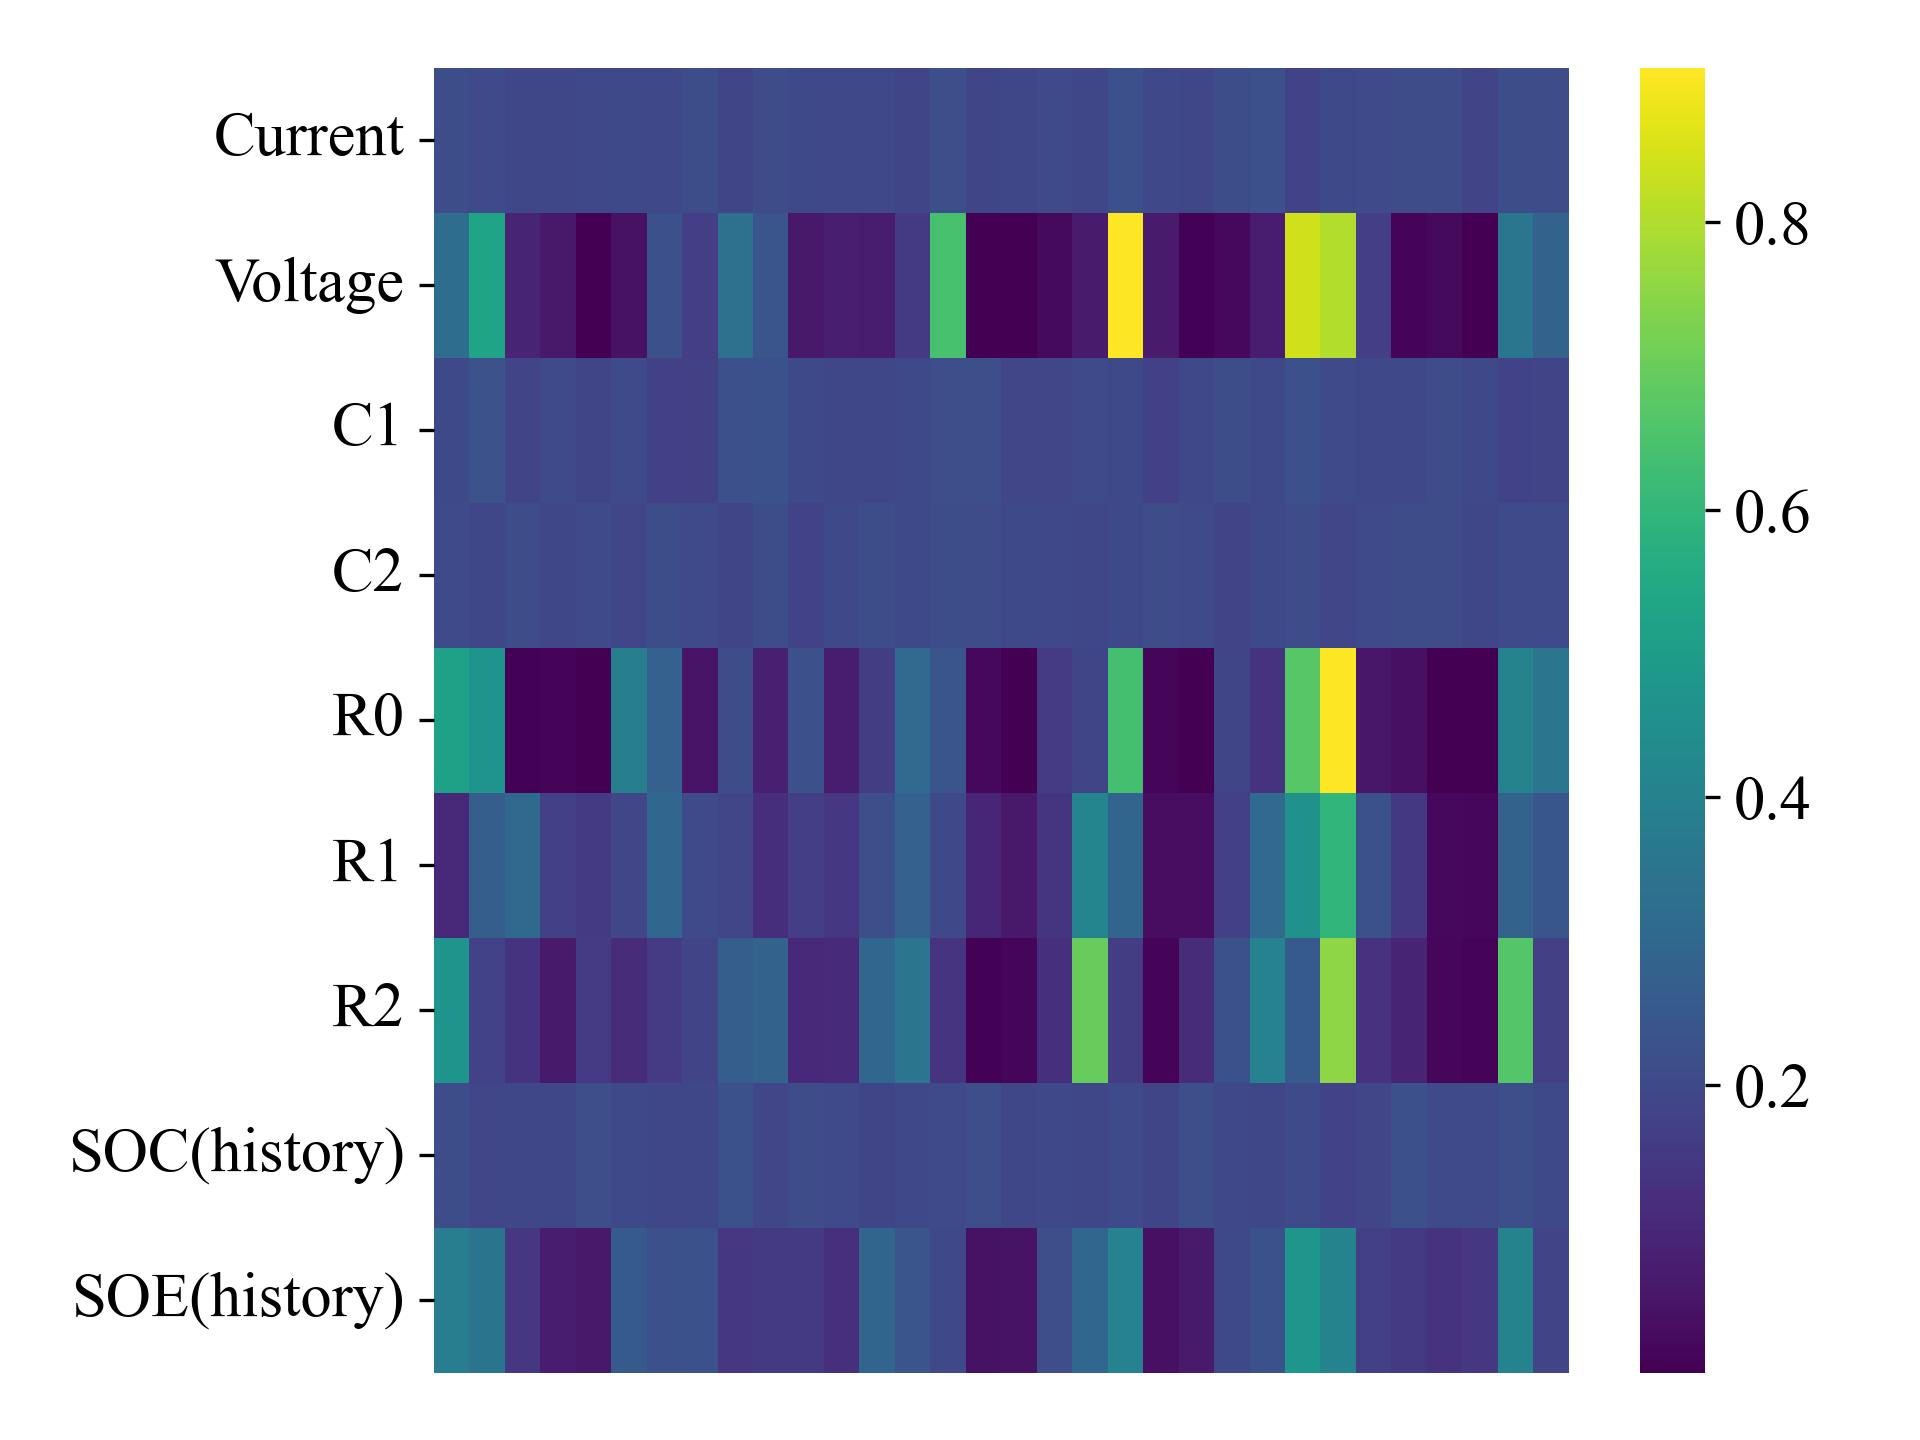 Current
Voltage
C1
C2
R0
R1
R2
SOC(history)
SOE(history)
0.8
0.6
0.4
0.2